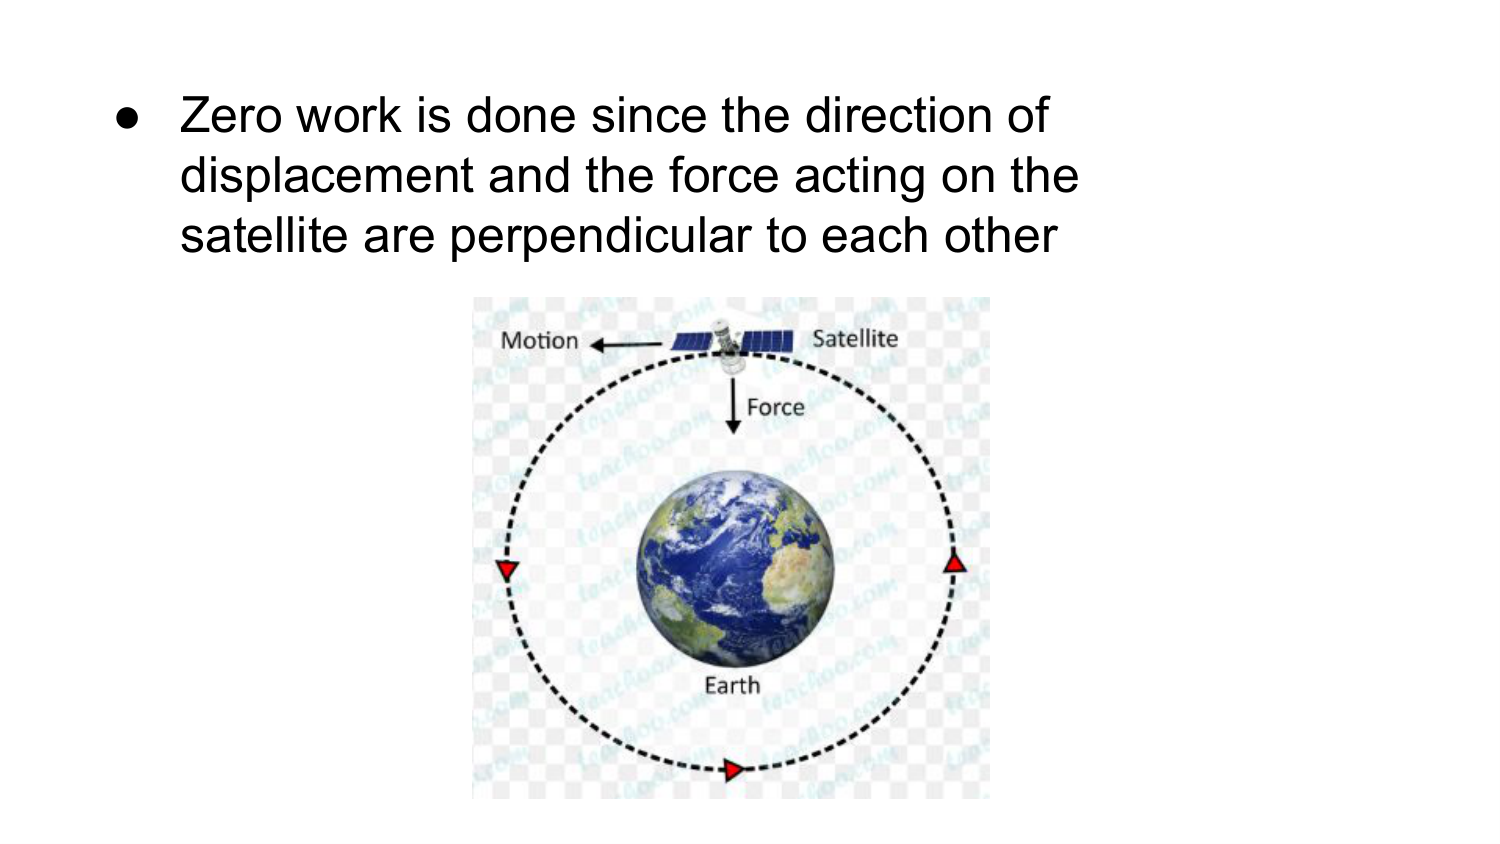 ● Zero work is done since the direction of
displacement and the force acting on the
satellite are perpendicular to each other
Motion
Satellite
Force
Earth
teachoo.com